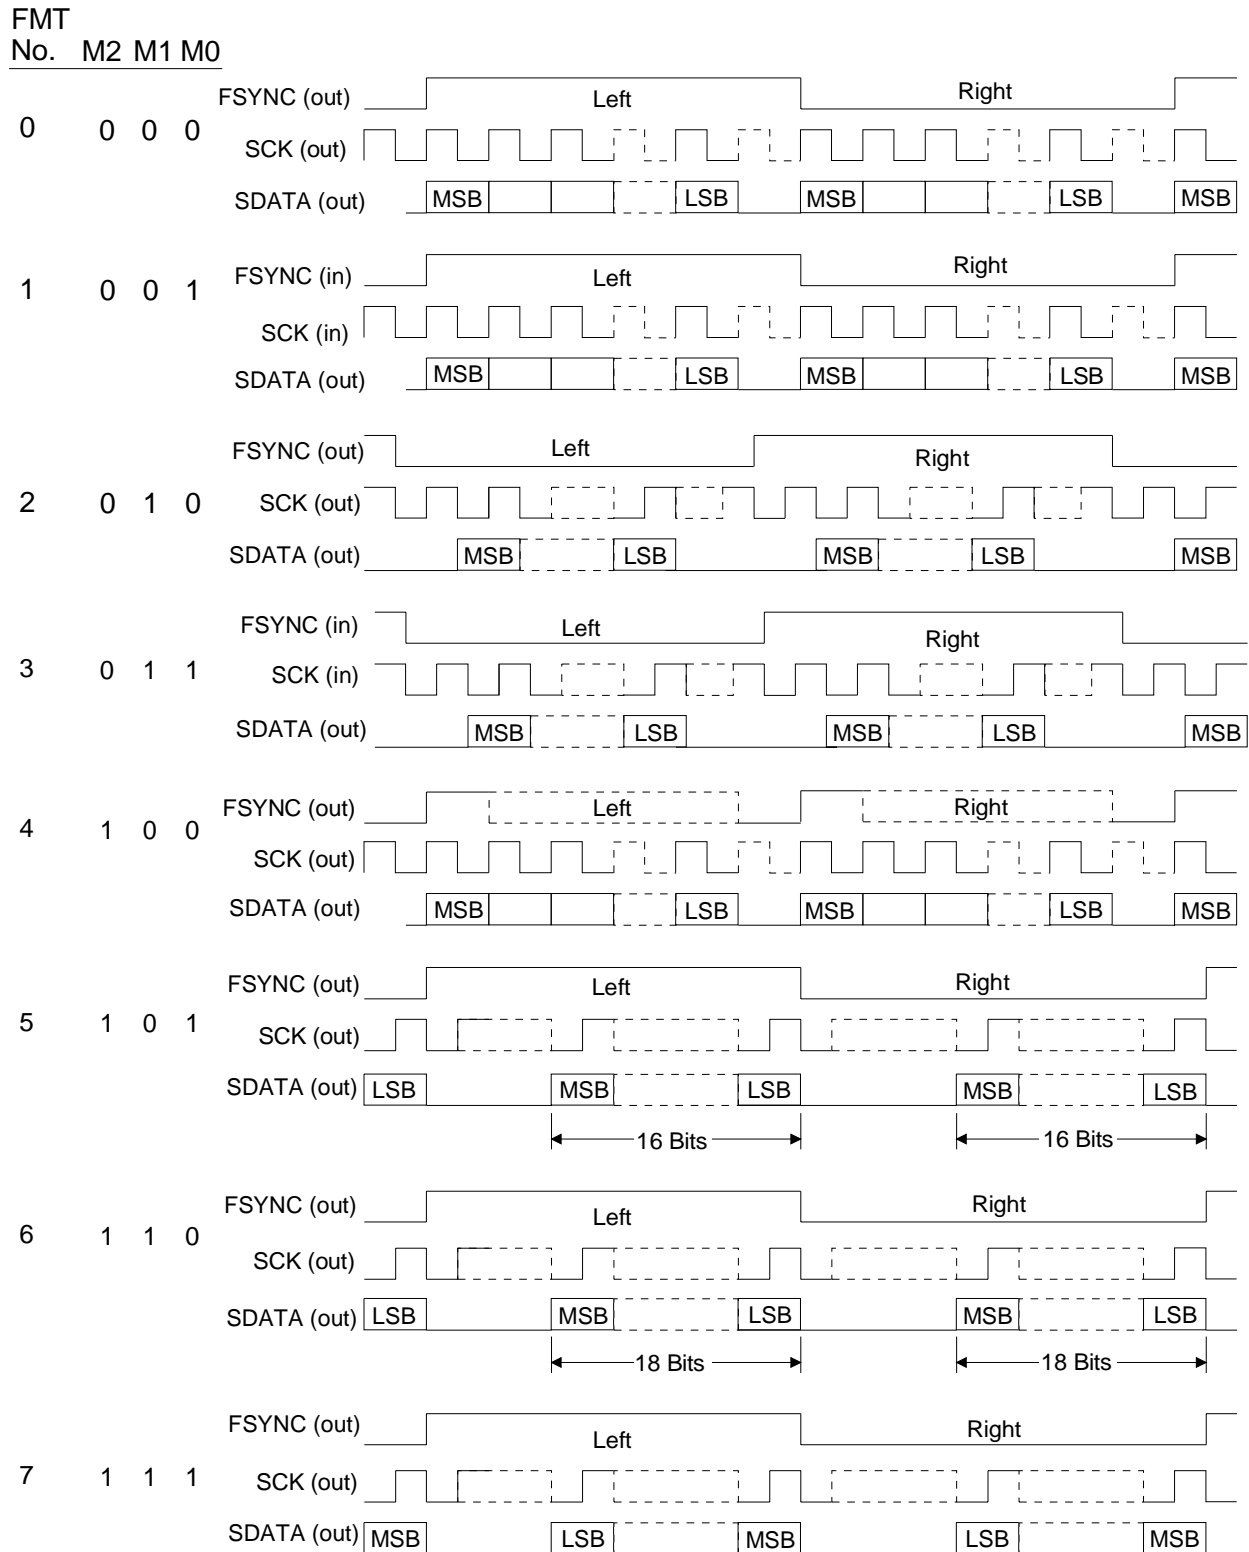 FMT
No. M2 M1 M0
FSYNC (out) Left Right
0 0 0 0
SCK (out)
SDATA (out) MSB LSB MSB LSB MSB
FSYNC (in) Left Right
1 0 0 1
SCK (in)
SDATA (out) MSB LSB MSB LSB MSB
FSYNC (out) Left Right
2 0 1 0 SCK (out)
SDATA (out) MSB LSB MSB LSB MSB
FSYNC (in) Left Right
3 0 1 1 SCK (in)
SDATA (out) MSB LSB MSB LSB MSB
FSYNC (out) Left Right
4 1 0 0
SCK (out)
SDATA (out) MSB LSB MSB LSB MSB
FSYNC (out) Left Right
5 1 0 1 SCK (out)
SDATA (out) LSB MSB LSB MSB LSB
16 Bits 16 Bits
FSYNC (out) Left Right
6 1 1 0
SCK (out)
SDATA (out) LSB MSB LSB MSB LSB
18 Bits 18 Bits
FSYNC (out) Left Right
7 1 1 1 SCK (out)
SDATA (out) MSB LSB MSB LSB MSB